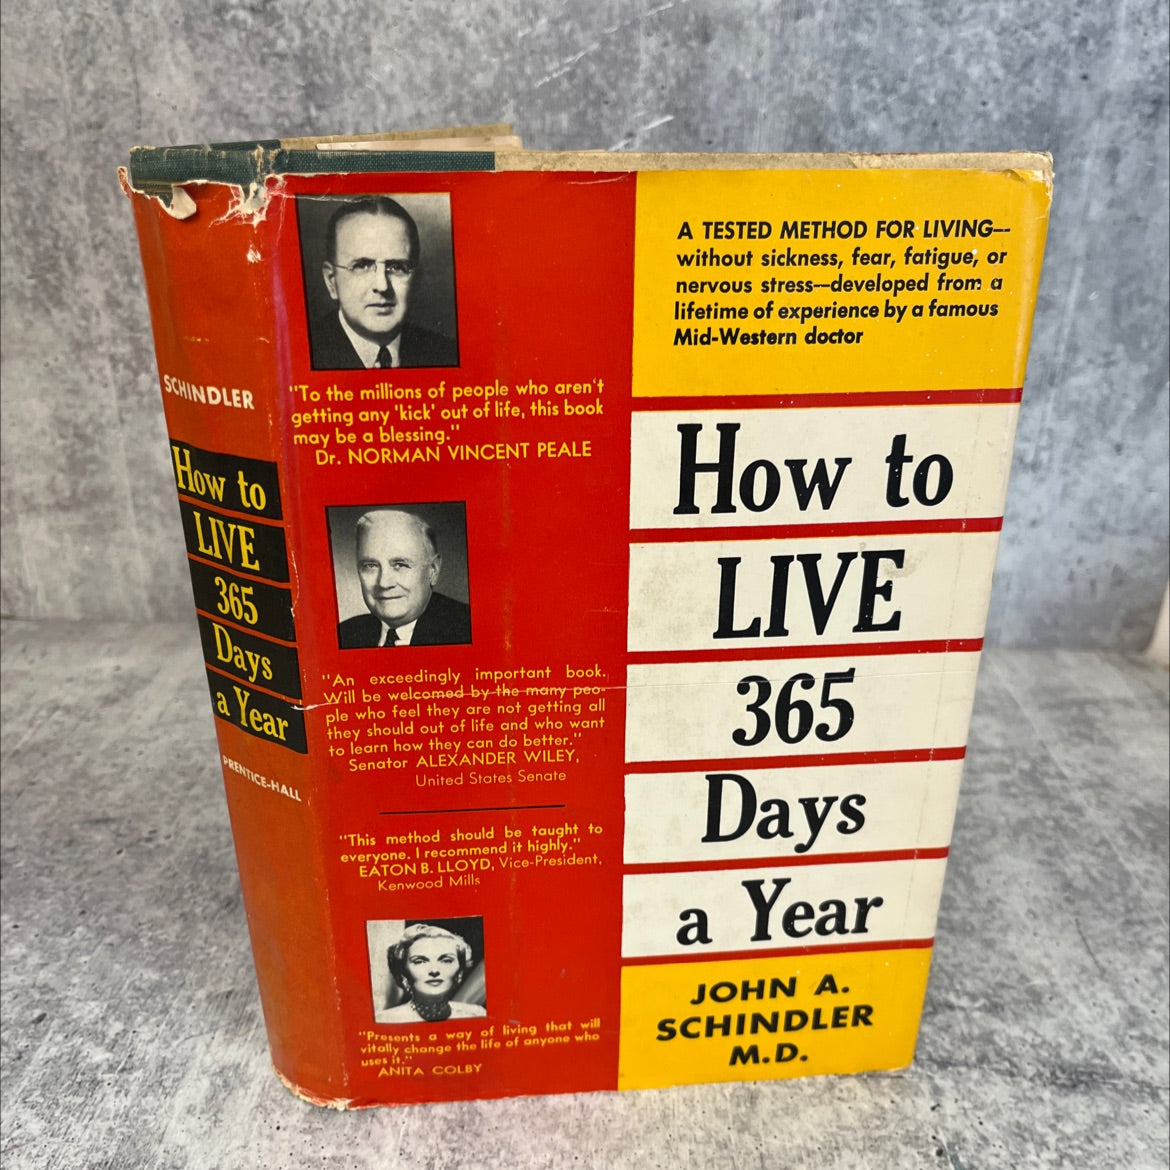 SCHINDLER
How to
LIVE
365
Days
a Year
PRENTICE-HALL
"To the millions of people who aren't
getting any 'kick' out of life, this book
may be a blessing."
Dr. NORMAN VINCENT PEALE
"An exceedingly important book.
Will be welcomed by the many peo-
ple who feel they are not getting all
they should out of life and who want
to learn how they can do better."
Senator ALEXANDER WILEY,
United States Senate
"This method should be taught to
everyone. I recommend it highly."
EATON B. LLOYD, Vice-President,
Kenwood Mills
"Presents a way of living that will
vitally change the life of anyone who
uses it."
ANITA COLBY
A TESTED METHOD FOR LIVING—
without sickness, fear, fatigue, or
nervous stress—developed from a
lifetime of experience by a famous
Mid-Western doctor
How to
LIVE
365
Days
a Year
JOHN A.
SCHINDLER
M.D.